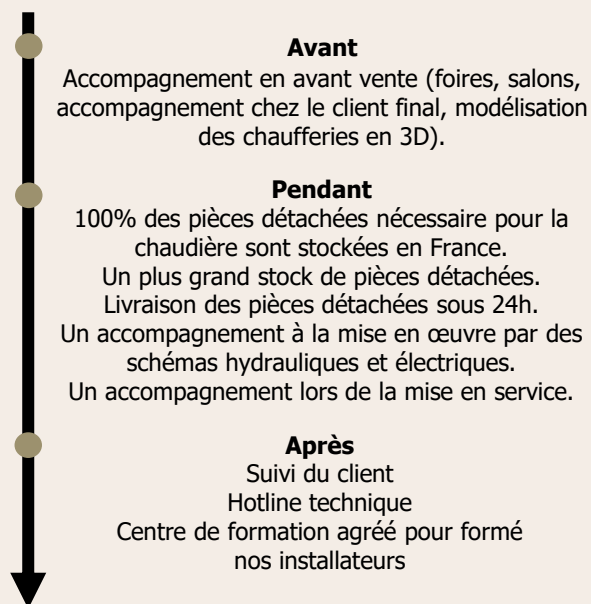 Avant
Accompagnement en avant vente (foires, salons,
accompagnement chez le client final, modélisation
des chaufferies en 3D).
Pendant
100% des pièces détachées nécessaire pour la
chaudière sont stockées en France.
Un plus grand stock de pièces détachées.
Livraison des pièces détachées sous 24h.
Un accompagnement à la mise en œuvre par des
schémas hydrauliques et électriques.
Un accompagnement lors de la mise en service.
Après
Suivi du client
Hotline technique
Centre de formation agréé pour formé
nos installateurs